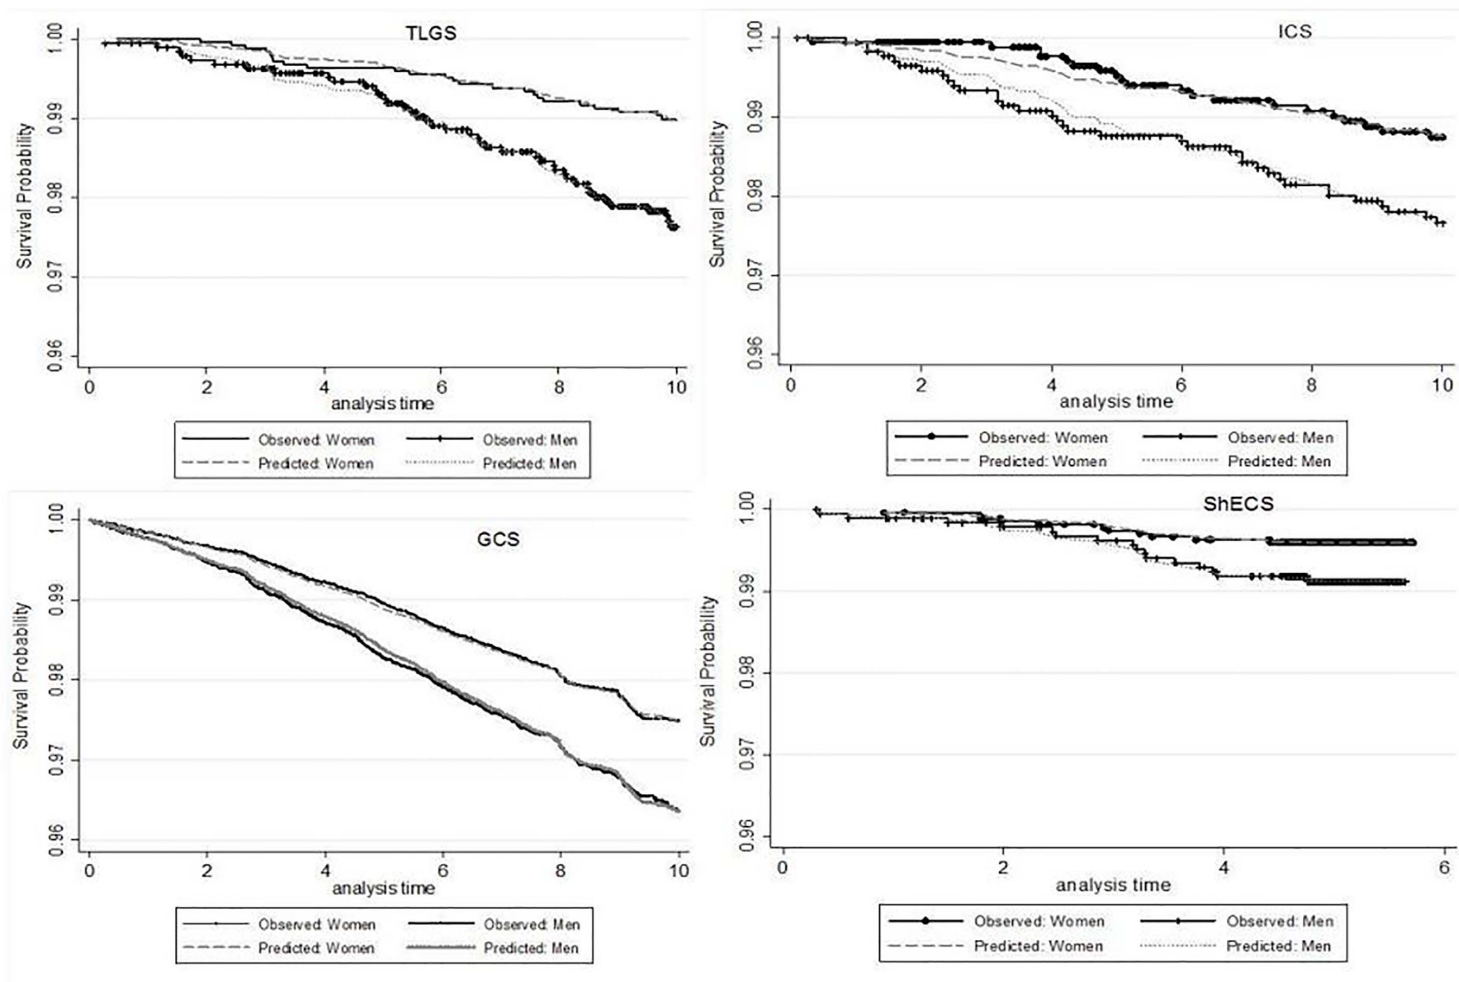 TLGS
Survival Probability
1.00
0.99
0.98
0.97
0.96
0 2 4 6 8 10
analysis time
Observed: Women Observed: Men
Predicted: Women Predicted: Men
ICS
Survival Probability
1.00
0.99
0.98
0.97
0.96
0 2 4 6 8 10
analysis time
Observed: Women Observed: Men
Predicted: Women Predicted: Men
GCS
Survival Probability
1.00
0.99
0.98
0.97
0.96
0 2 4 6 8 10
analysis time
Observed: Women Observed: Men
Predicted: Women Predicted: Men
ShECS
Survival Probability
1.00
0.99
0.98
0.97
0.96
0 2 4 6
analysis time
Observed: Women Observed: Men
Predicted: Women Predicted: Men